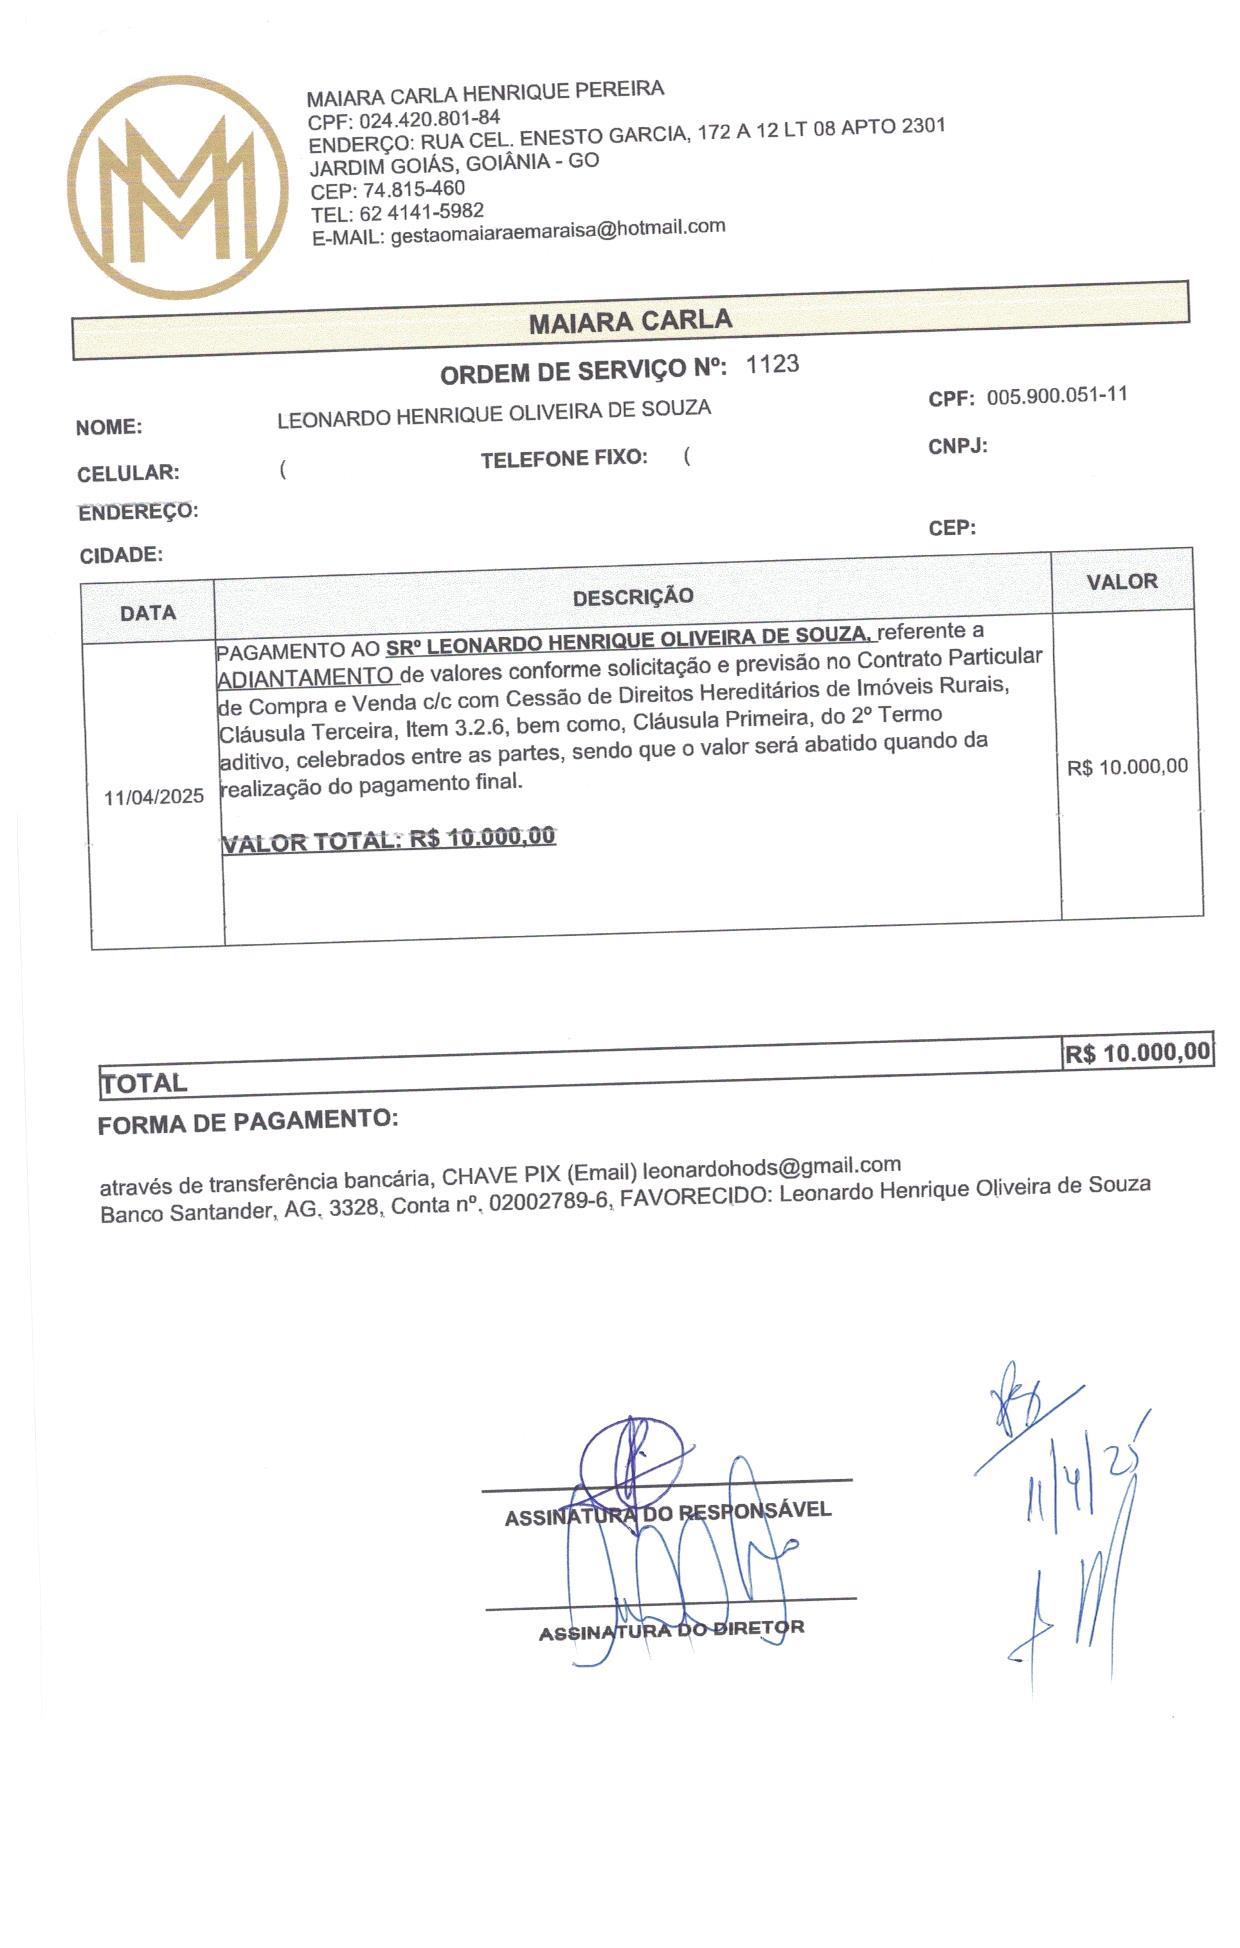 MAIARA CARLA HENRIQUE PEREIRA
CPF: 024.420.801-84
ENDERÇO: RUA CEL. ENESTO GARCIA, 172 A 12 LT 08 APTO 2301
JARDIM GOIÁS, GOIÂNIA - GO
CEP: 74.815-460
TEL: 62 4141-5982
E-MAIL: gestaomaiaraemaraisa@hotmail.com
MAIARA CARLA
ORDEM DE SERVIÇO Nº: 1123
NOME: LEONARDO HENRIQUE OLIVEIRA DE SOUZA CPF: 005.900.051-11
CELULAR: ( TELEFONE FIXO: ( CNPJ:
ENDEREÇO:
CIDADE: CEP:
DATA DESCRIÇÃO VALOR
PAGAMENTO AO SRº LEONARDO HENRIQUE OLIVEIRA DE SOUZA, referente a
ADIANTAMENTO de valores conforme solicitação e previsão no Contrato Particular
de Compra e Venda c/c com Cessão de Direitos Hereditários de Imóveis Rurais,
Cláusula Terceira, Item 3.2.6, bem como, Cláusula Primeira, do 2º Termo
aditivo, celebrados entre as partes, sendo que o valor será abatido quando da
realização do pagamento final.
11/04/2025
R$ 10.000,00
VALOR TOTAL: R$ 10.000,00
TOTAL R$ 10.000,00
FORMA DE PAGAMENTO:
através de transferência bancária, CHAVE PIX (Email) leonardohods@gmail.com
Banco Santander, AG. 3328, Conta nº. 02002789-6, FAVORECIDO: Leonardo Henrique Oliveira de Souza
11/4/25
ASSINATURA DO RESPONSÁVEL
ASSINATURA DO DIRETOR